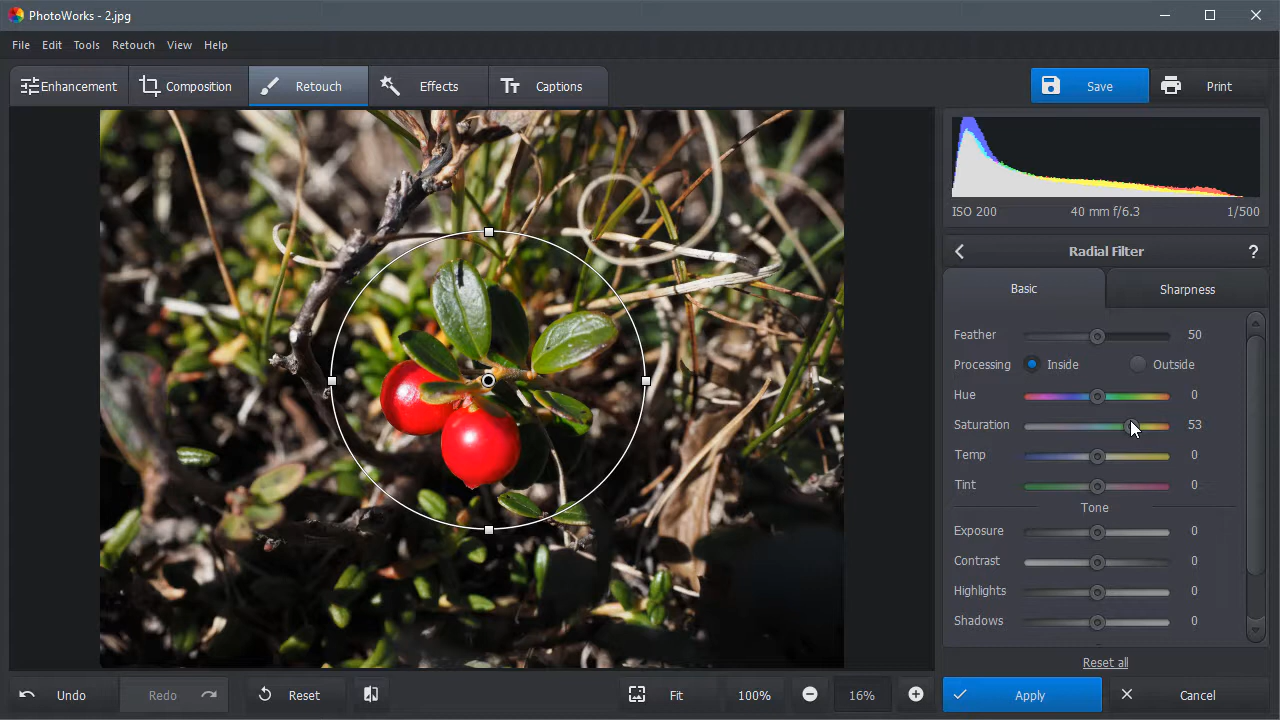 PhotoWorks - 2.jpg
File Edit Tools Retouch View Help
Enhancement Composition Retouch Effects Captions Save Print
ISO 200 40 mm f/6.3 1/500
Radial Filter ?
Basic Sharpness
Feather 50
Processing Inside Outside
Hue 0
Saturation 53
Temp 0
Tint 0
Tone
Exposure 0
Contrast 0
Highlights 0
Shadows 0
Reset all
Undo Redo Reset Fit 100% 16% Apply Cancel